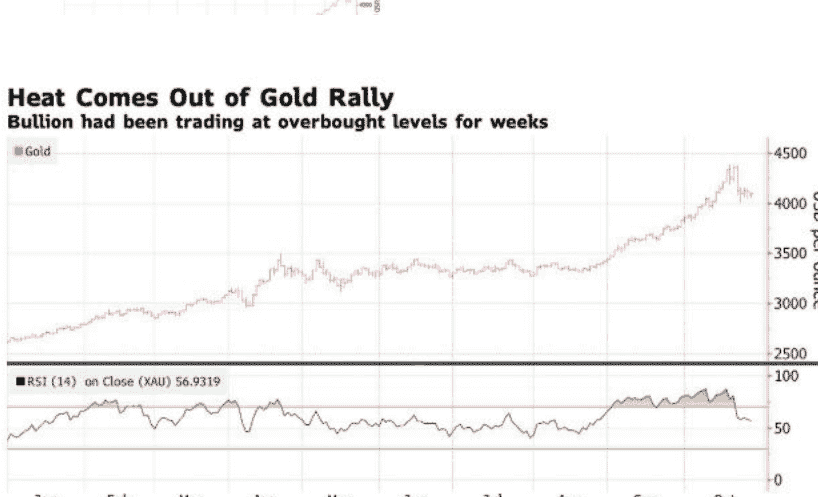 Heat Comes Out of Gold Rally
Bullion had been trading at overbought levels for weeks
Gold
4500
4000
3500
3000
2500
RSI (14) on Close (XAU) 56.9319
100
50
0